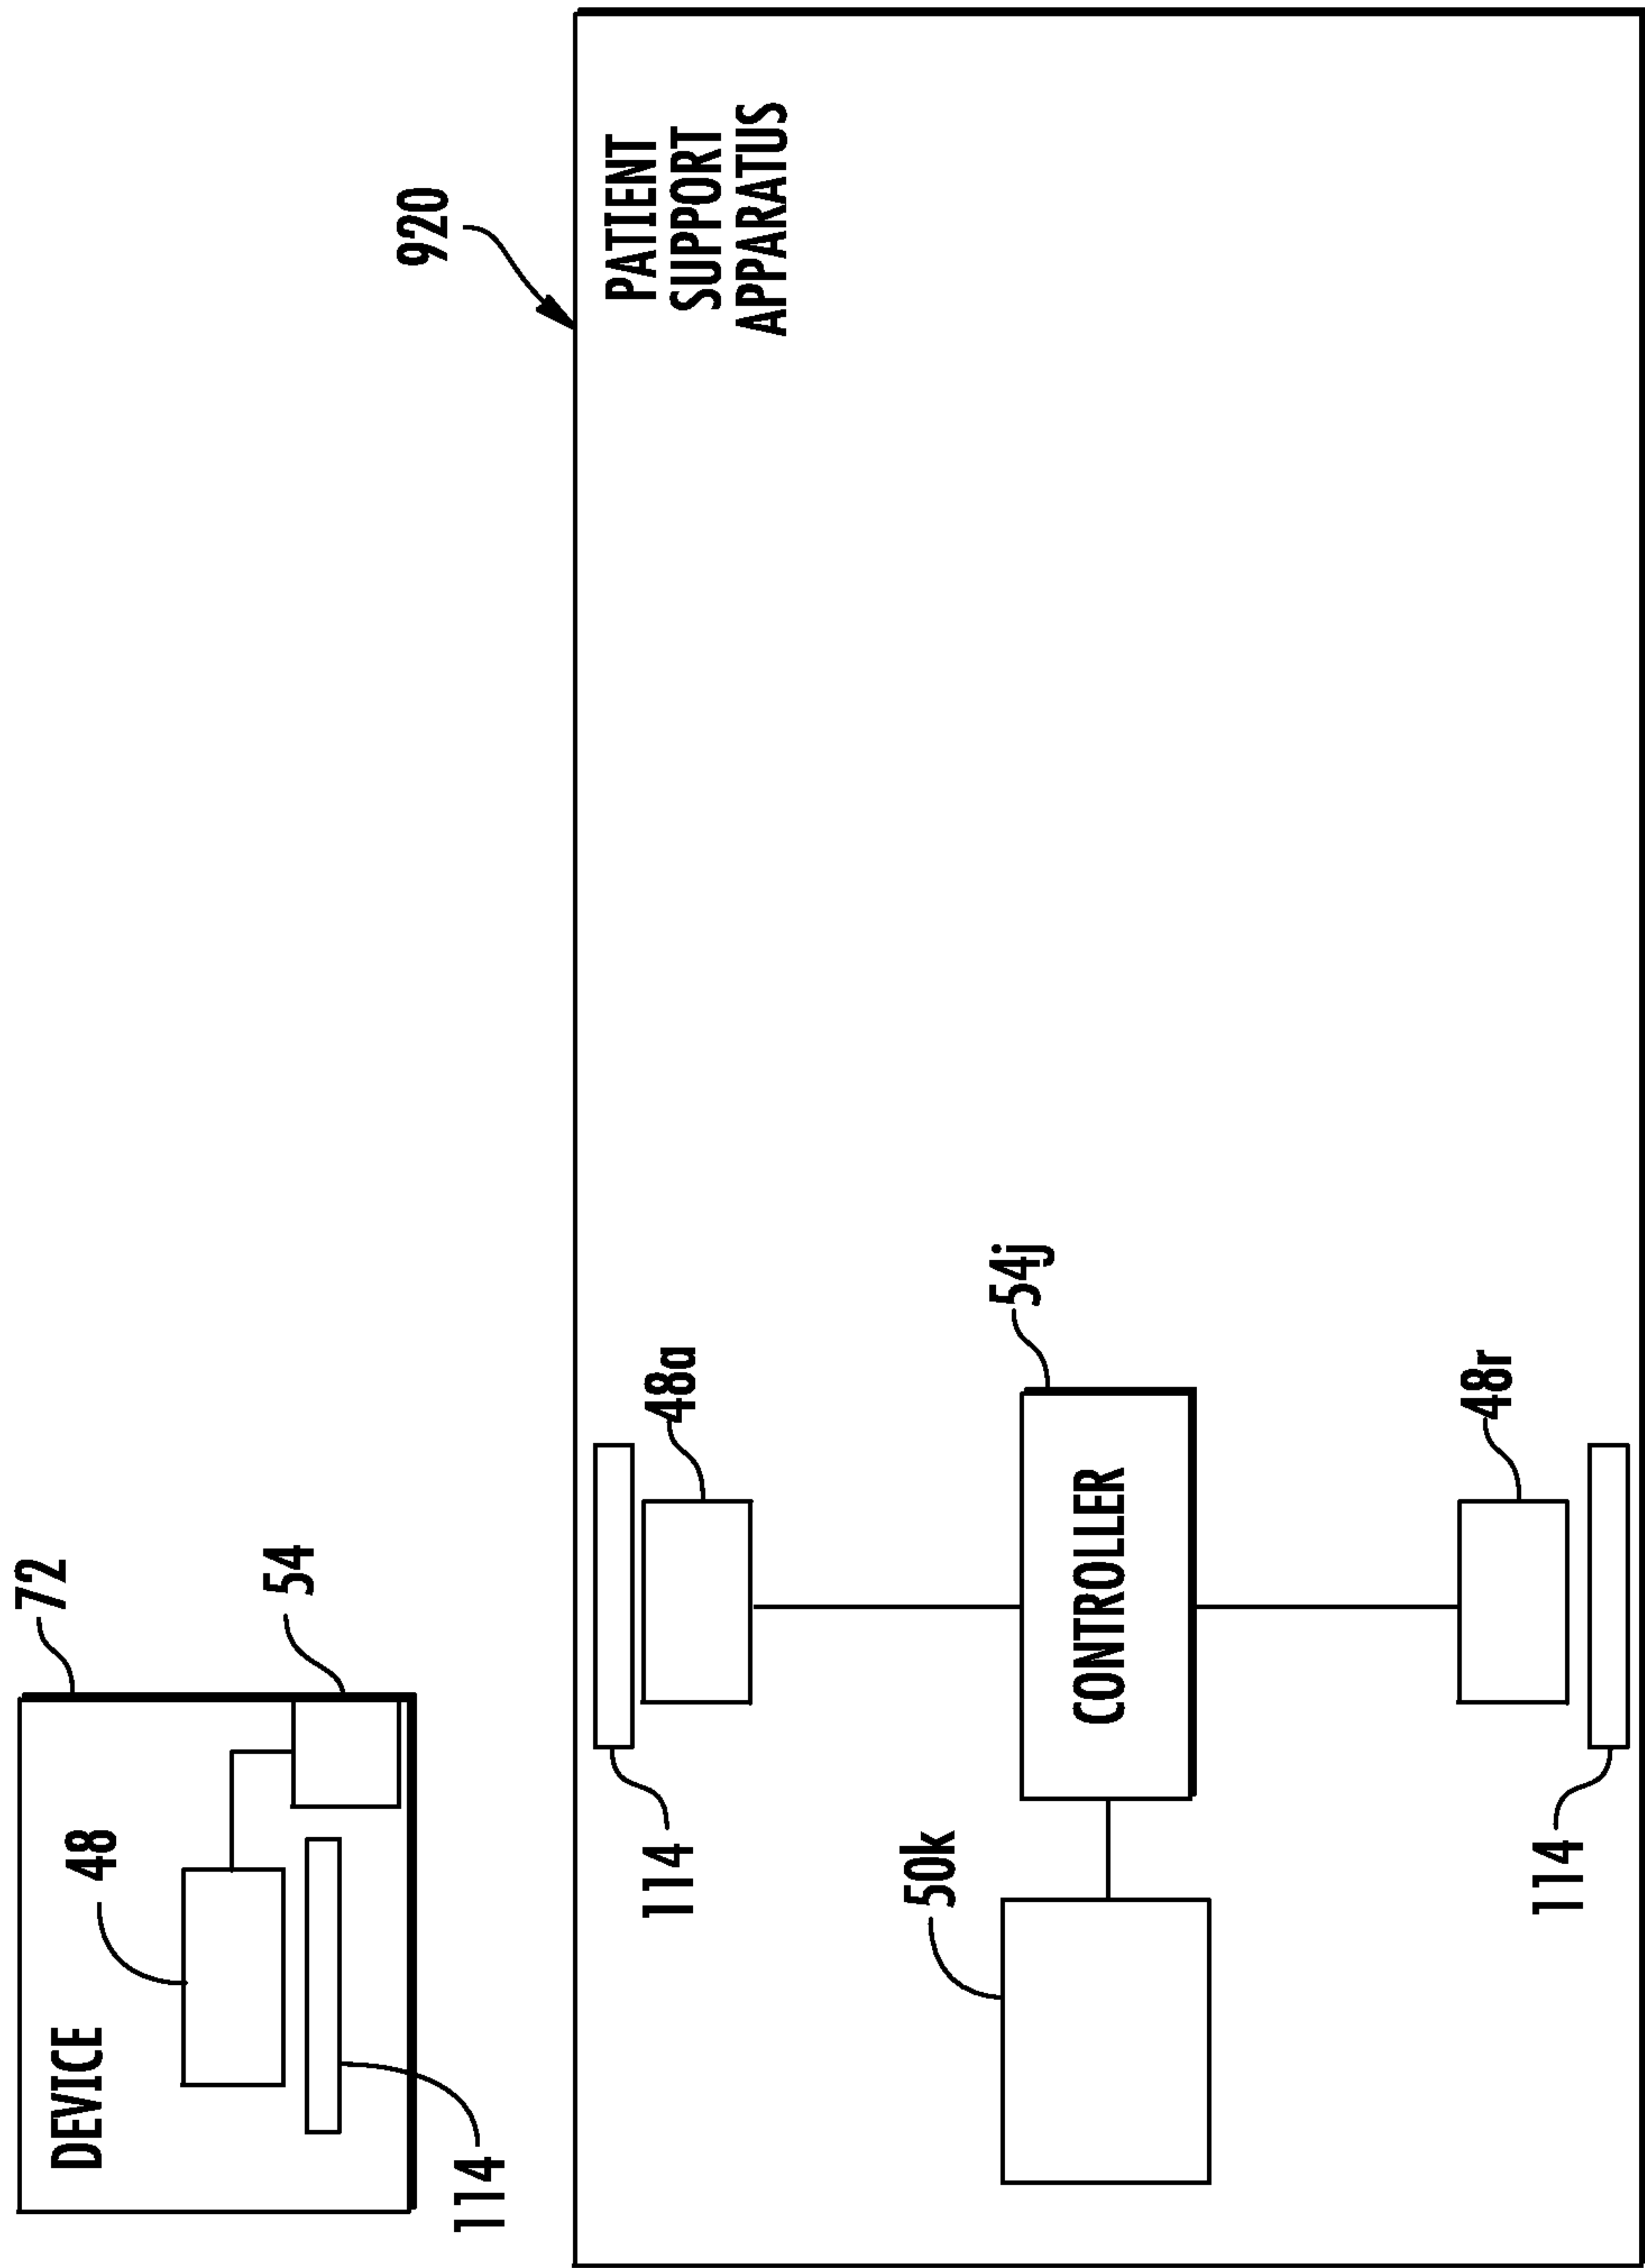 DEVICE
48
72
54
114
920
PATIENT
SUPPORT
APPARATUS
114
48a
50k
CONTROLLER
54j
114
48r